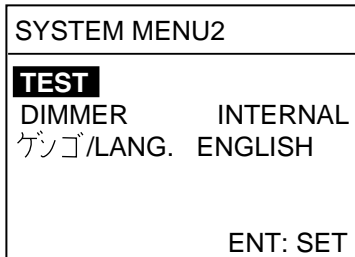 SYSTEM MENU2
TEST
DIMMER INTERNAL
ゲンゴ/LANG. ENGLISH
ENT: SET